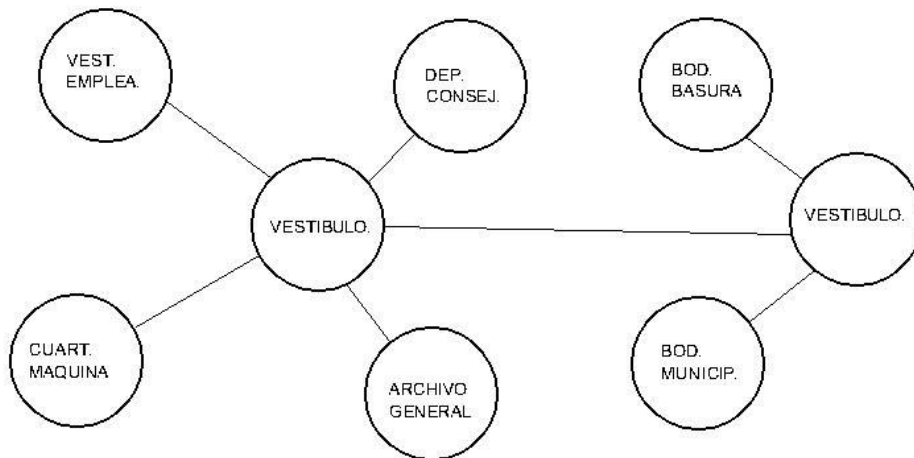 VEST.
EMPLEA.
DEP.
CONSEJ.
BOD.
BASURA
VESTIBULO.
VESTIBULO.
CUART.
MAQUINA
ARCHIVO
GENERAL
BOD.
MUNICIP.